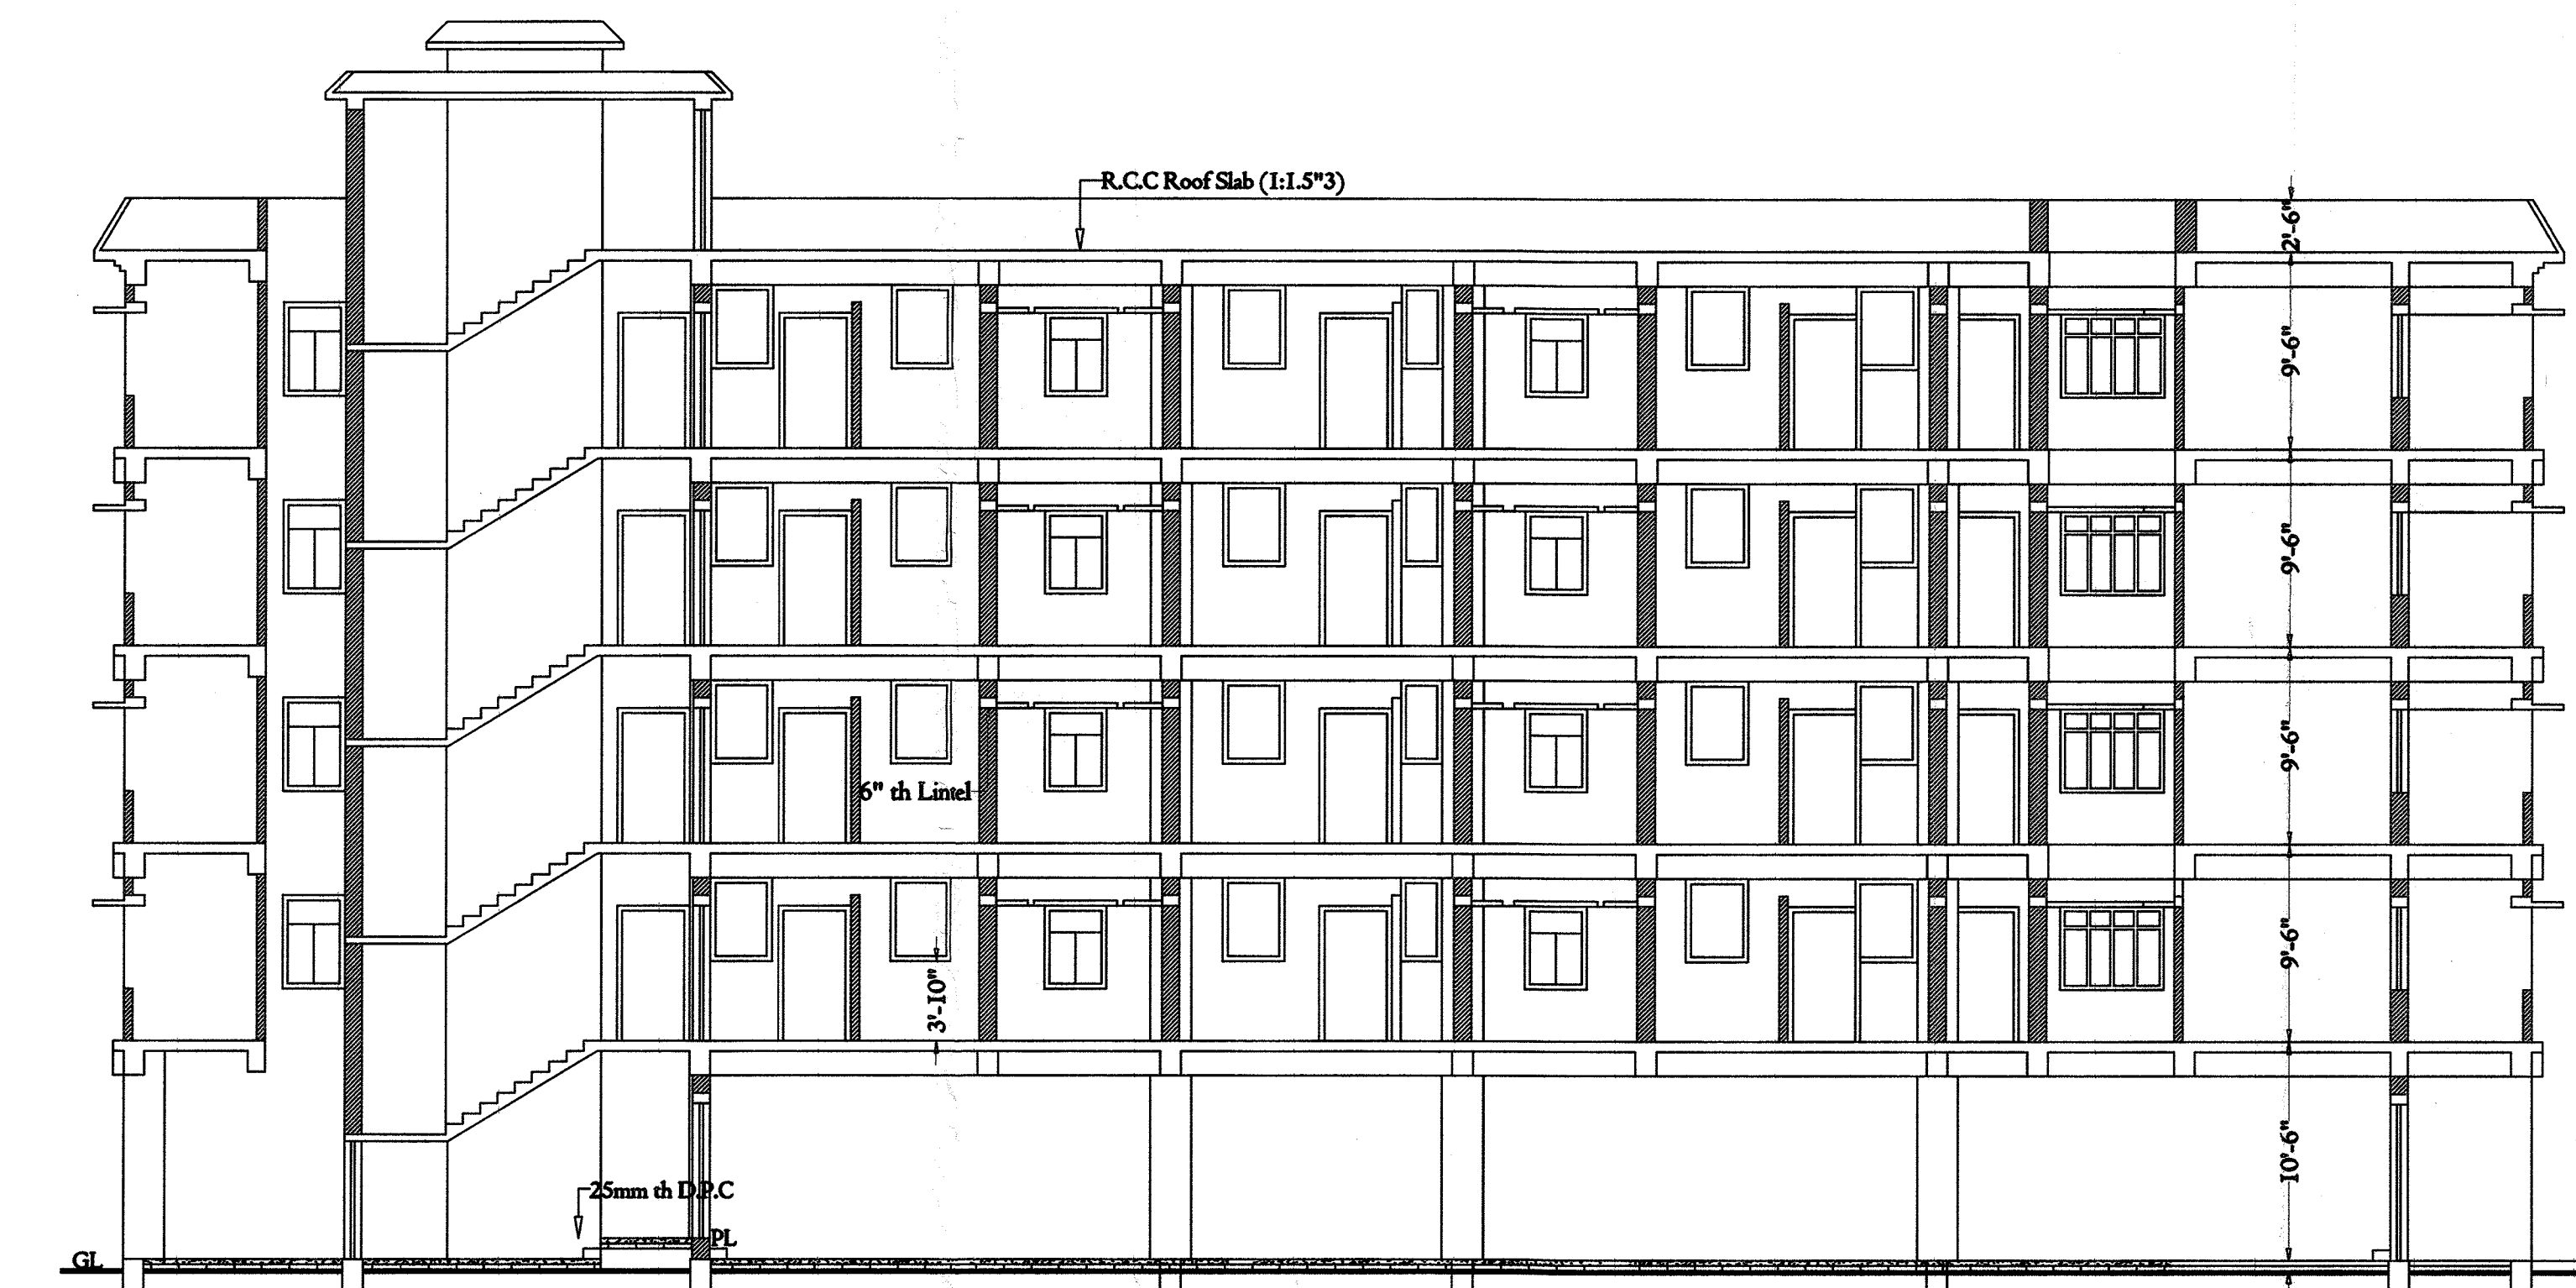 R.C.C Roof Slab (1:1.5"3)
2'-6"
9'-6"
9'-6"
9'-6"
6" th Lintel
9'-6"
3'-10"
10'-6"
25mm th D.P.C
PL
GL